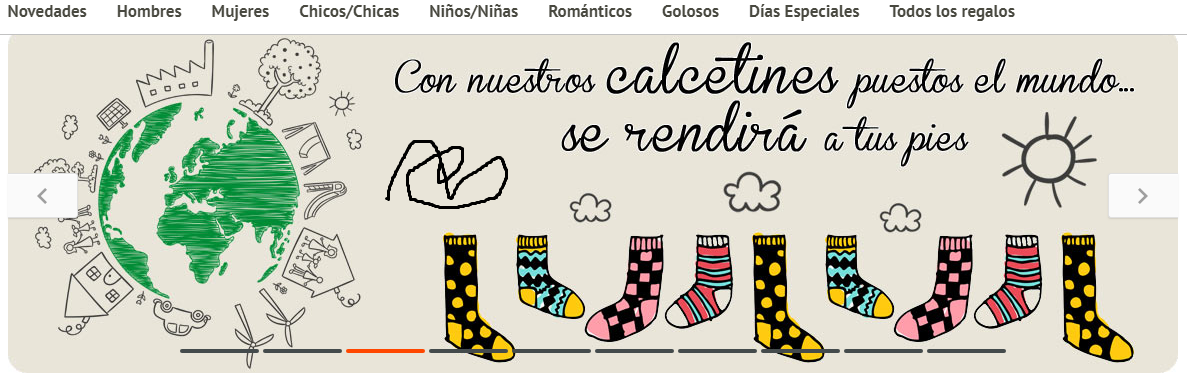 Novedades Hombres Mujeres Chicos/Chicas Niños/Niñas Románticos Golosos Días Especiales Todos los regalos
Con nuestros calcetines puestos el mundo...
se rendirá a tus pies